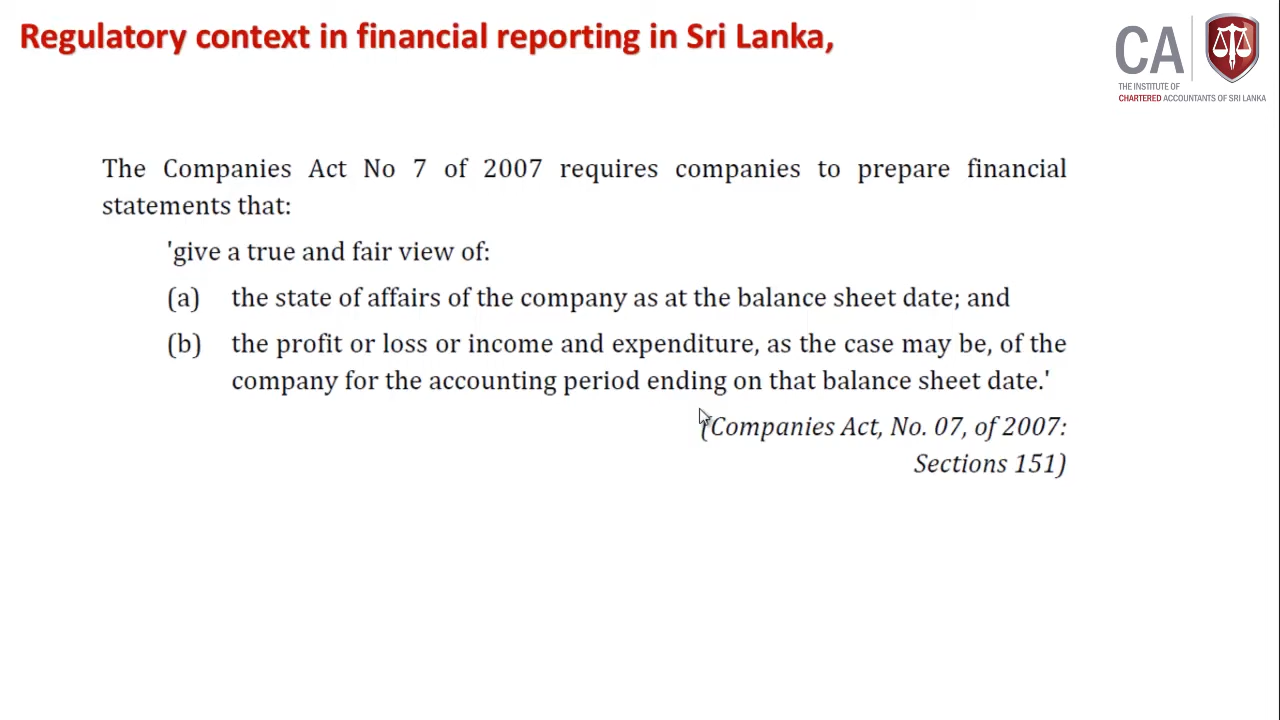 Regulatory context in financial reporting in Sri Lanka,
CA
THE INSTITUTE OF
CHARTERED ACCOUNTANTS OF SRI LANKA
The Companies Act No 7 of 2007 requires companies to prepare financial
statements that:
'give a true and fair view of:
(a) the state of affairs of the company as at the balance sheet date; and
(b) the profit or loss or income and expenditure, as the case may be, of the
company for the accounting period ending on that balance sheet date.'
(Companies Act, No. 07, of 2007:
Sections 151)